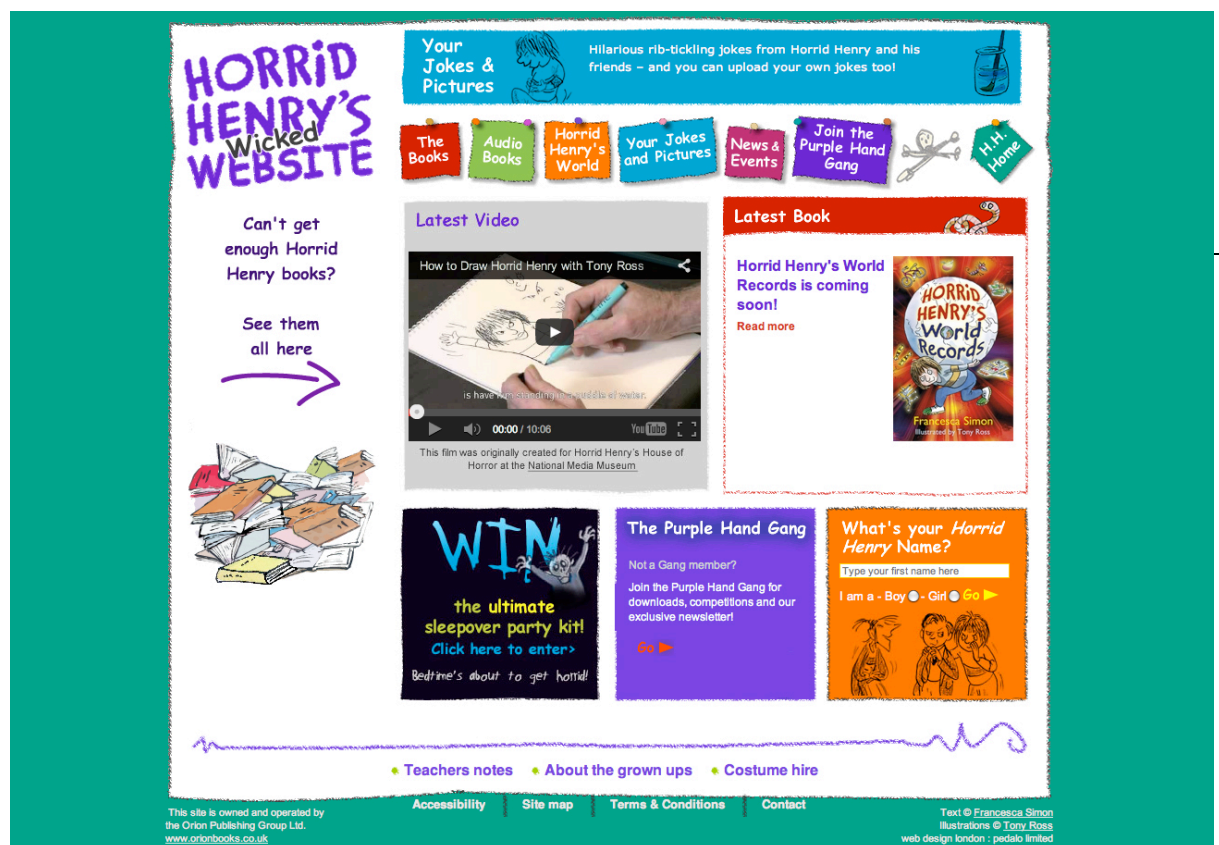 HORRID
HENRY'S
Wicked
WEBSITE
Your
Jokes &
Pictures
Hilarious rib-tickling jokes from Horrid Henry and his
friends – and you can upload your own jokes too!
The
Books
Audio
Books
Horrid
Henry's
World
Your Jokes
and Pictures
News &
Events
Join the
Purple Hand
Gang
H.H.
Home
Can't get
enough Horrid
Henry books?
See them
all here
Latest Video
How to Draw Horrid Henry with Tony Ross
is have him standing in a puddle of water.
00:00 / 10:06
YouTube
This film was originally created for Horrid Henry's House of
Horror at the National Media Museum
Latest Book
Horrid Henry's World
Records is coming
soon!
Read more
HORRID
HENRY'S
World
Records
Francesca Simon
Illustrated by Tony Ross
WIN
the ultimate
sleepover party kit!
Click here to enter>
Bedtime's about to get horrid!
The Purple Hand Gang
Not a Gang member?
Join the Purple Hand Gang for
downloads, competitions and our
exclusive newsletter!
Go
What's your Horrid
Henry Name?
Type your first name here
I am a - Boy - Girl Go
Teachers notes About the grown ups Costume hire
Accessibility Site map Terms & Conditions Contact
This site is owned and operated by
the Orion Publishing Group Ltd.
www.orionbooks.co.uk
Text © Francesca Simon
Illustrations © Tony Ross
web design london : pedalo limited